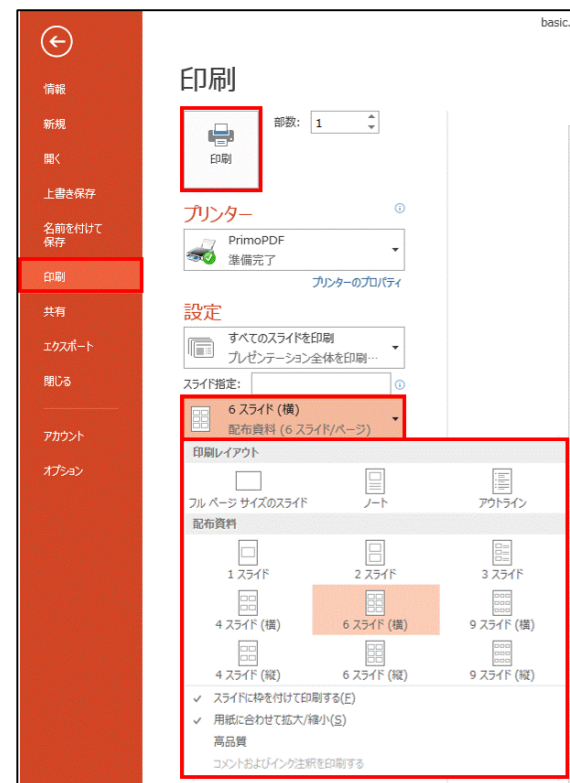 basic.
情報
新規
開く
上書き保存
名前を付けて
保存
印刷
共有
エクスポート
閉じる
アカウント
オプション
印刷
印刷
部数: 1
プリンター
PrimoPDF
準備完了
プリンターのプロパティ
設定
すべてのスライドを印刷
プレゼンテーション全体を印刷…
スライド指定:
6 スライド (横)
配布資料 (6 スライド/ページ)
印刷レイアウト
フル ページ サイズのスライド ノート アウトライン
配布資料
1 スライド 2 スライド 3 スライド
4 スライド (横) 6 スライド (横) 9 スライド (横)
4 スライド (縦) 6 スライド (縦) 9 スライド (縦)
スライドに枠を付けて印刷する(F)
用紙に合わせて拡大/縮小(S)
高品質
コメントおよびインク注釈を印刷する